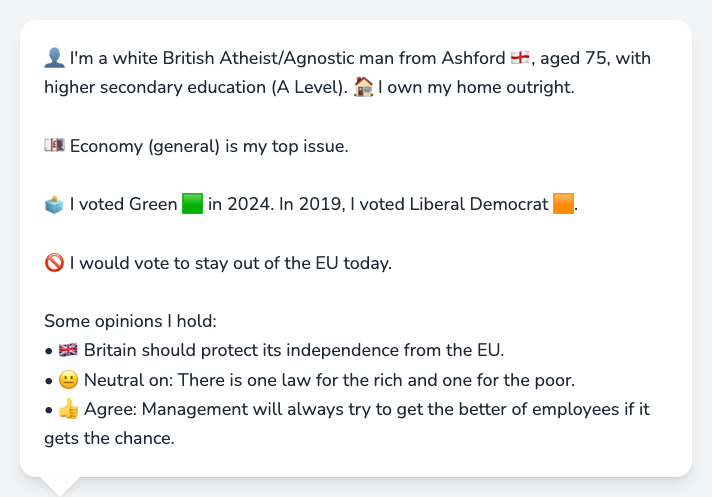 👤 I'm a white British Atheist/Agnostic man from Ashford 🏴󠁧󠁢󠁥󠁮󠁧󠁿, aged 75, with
higher secondary education (A Level). 🏠 I own my home outright.
💷 Economy (general) is my top issue.
🗳️ I voted Green 🟩 in 2024. In 2019, I voted Liberal Democrat 🟧.
🚫 I would vote to stay out of the EU today.
Some opinions I hold:
• 🇬🇧 Britain should protect its independence from the EU.
• 😐 Neutral on: There is one law for the rich and one for the poor.
• 👍 Agree: Management will always try to get the better of employees if it
gets the chance.